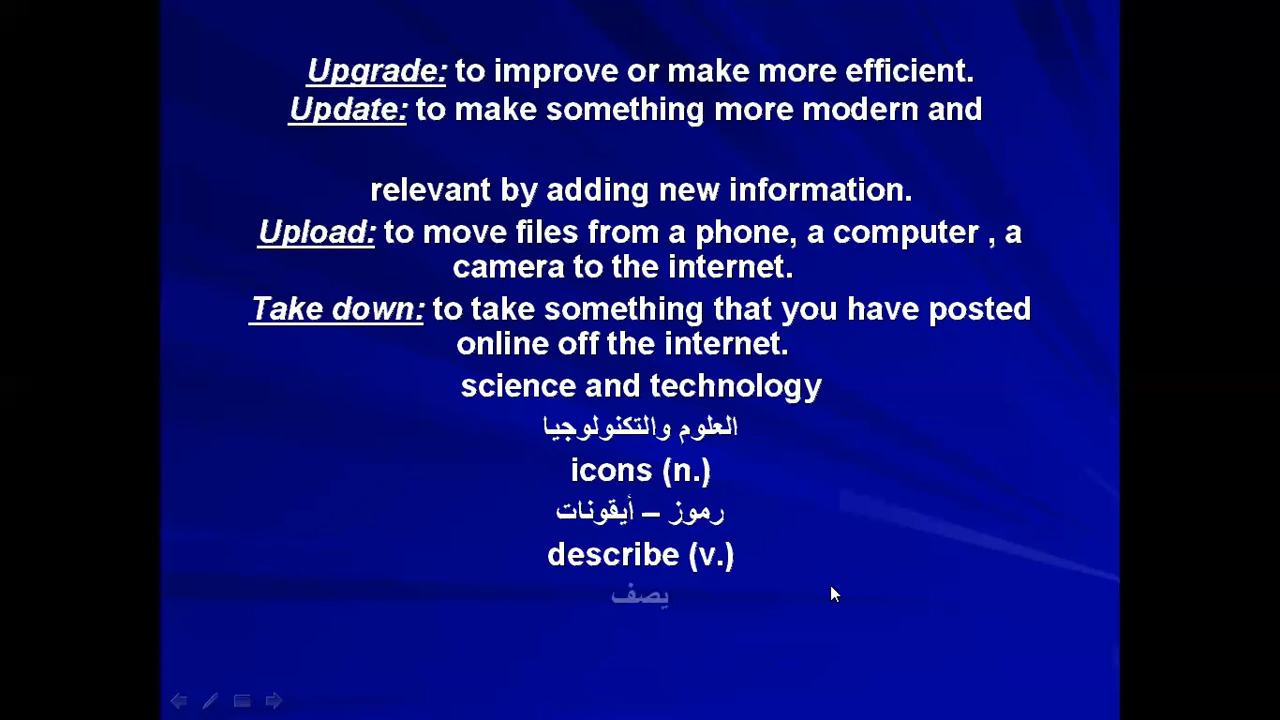 Upgrade: to improve or make more efficient.
Update: to make something more modern and
relevant by adding new information.
Upload: to move files from a phone, a computer , a
camera to the internet.
Take down: to take something that you have posted
online off the internet.
science and technology
العلوم والتكنولوجيا
icons (n.)
رموز – أيقونات
describe (v.)
يصف